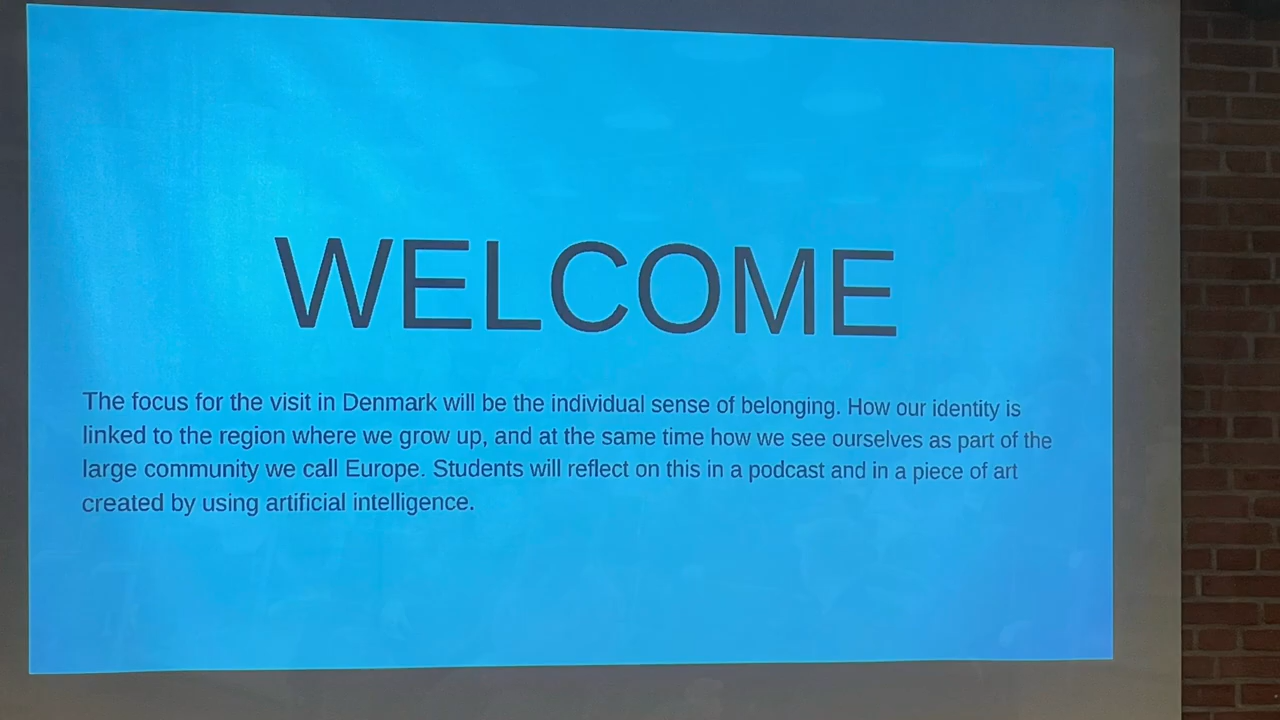 WELCOME
The focus for the visit in Denmark will be the individual sense of belonging. How our identity is
linked to the region where we grow up, and at the same time how we see ourselves as part of the
large community we call Europe. Students will reflect on this in a podcast and in a piece of art
created by using artificial intelligence.